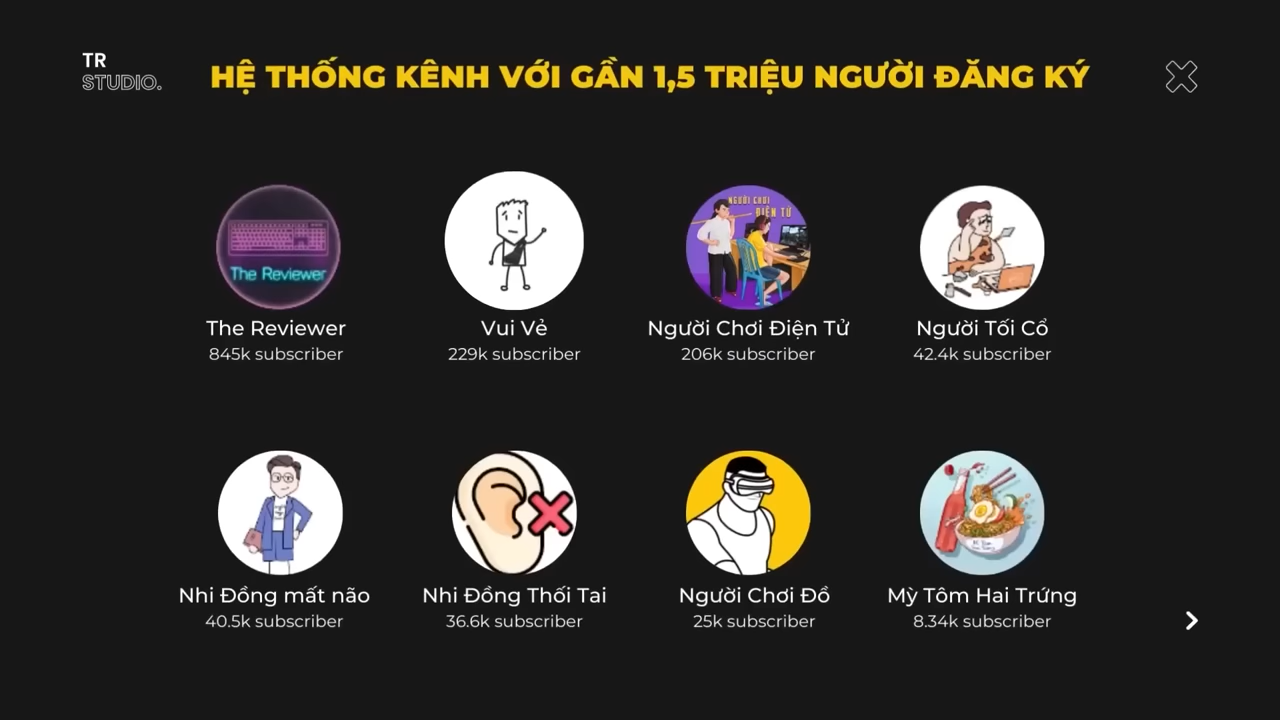 TR
STUDIO.
HỆ THỐNG KÊNH VỚI GẦN 1,5 TRIỆU NGƯỜI ĐĂNG KÝ
The Reviewer
NGƯỜI CHƠI
ĐIỆN TỬ
The Reviewer
Vui Vẻ
Người Chơi Điện Tử
Người Tối Cổ
845k subscriber
229k subscriber
206k subscriber
42.4k subscriber
Nhi Đồng mất não
Nhi Đồng Thối Tai
Người Chơi Đồ
Mỳ Tôm Hai Trứng
40.5k subscriber
36.6k subscriber
25k subscriber
8.34k subscriber